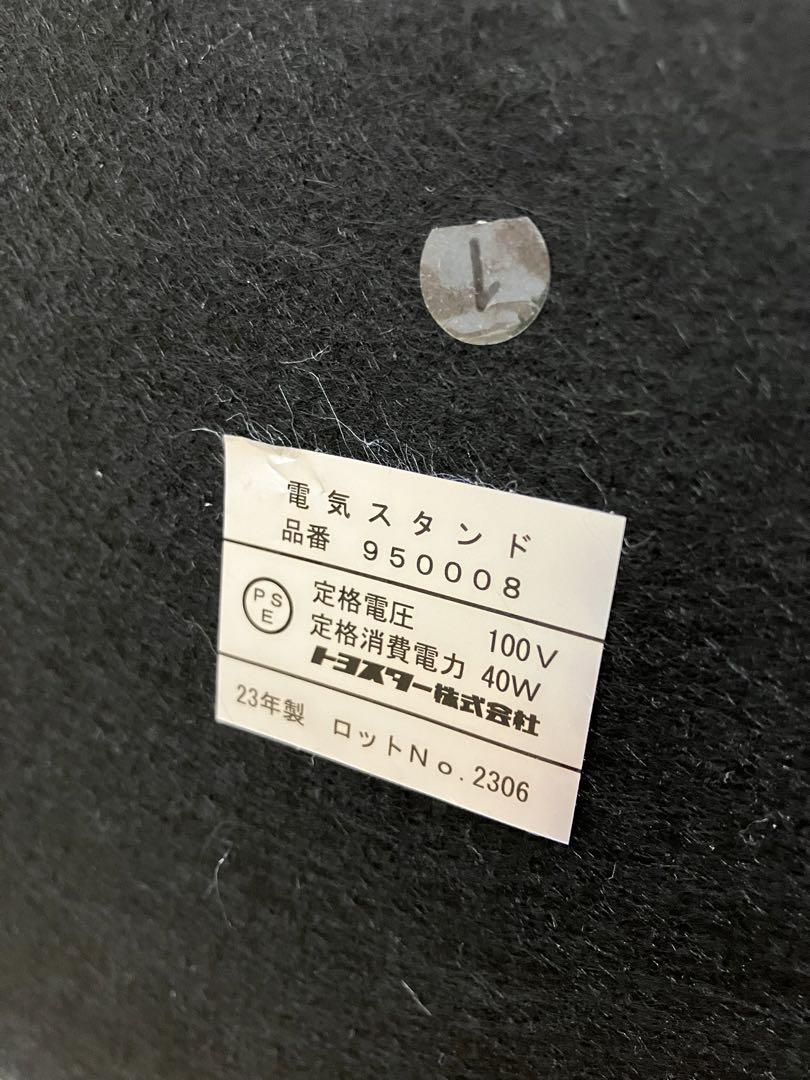 1
電気スタンド
品番 950008
PSE 定格電圧 100V
定格消費電力 40W
トヨスター株式会社
23年製 ロットNo.2306